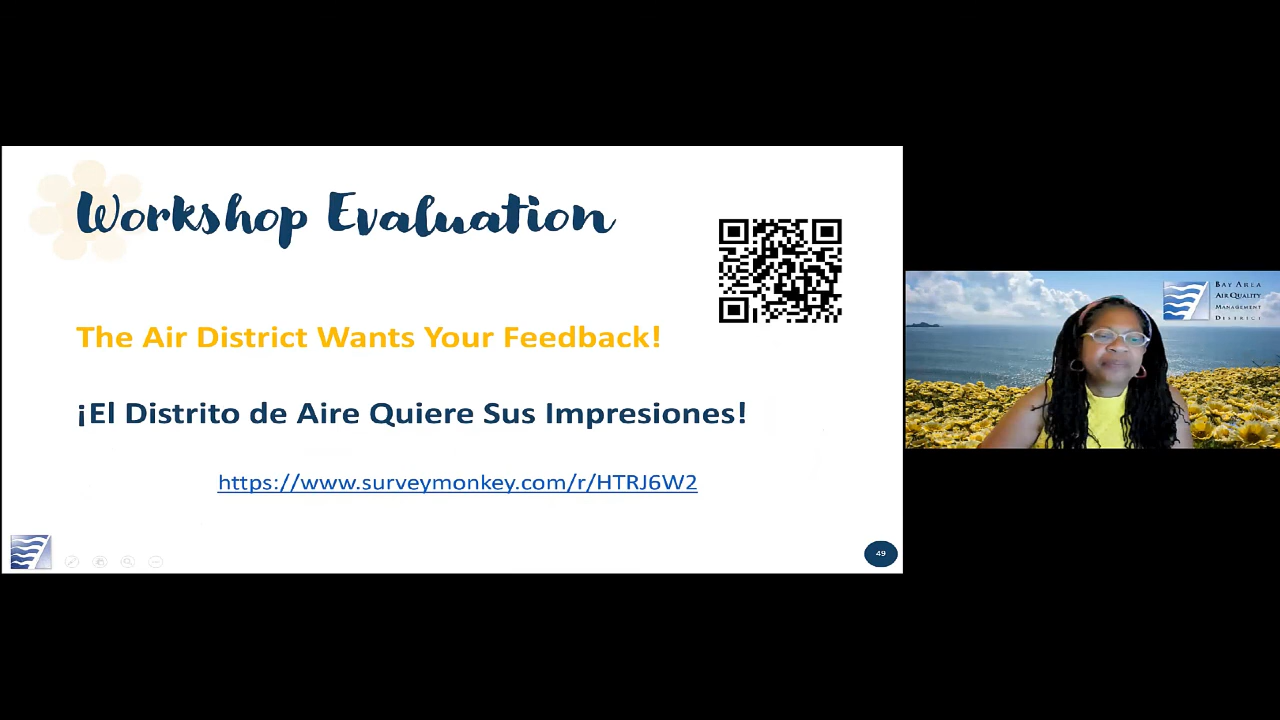 Workshop Evaluation
The Air District Wants Your Feedback!
¡El Distrito de Aire Quiere Sus Impresiones!
https://www.surveymonkey.com/r/HTRJ6W2
49
BAY AREA
AIR QUALITY
MANAGEMENT
DISTRICT